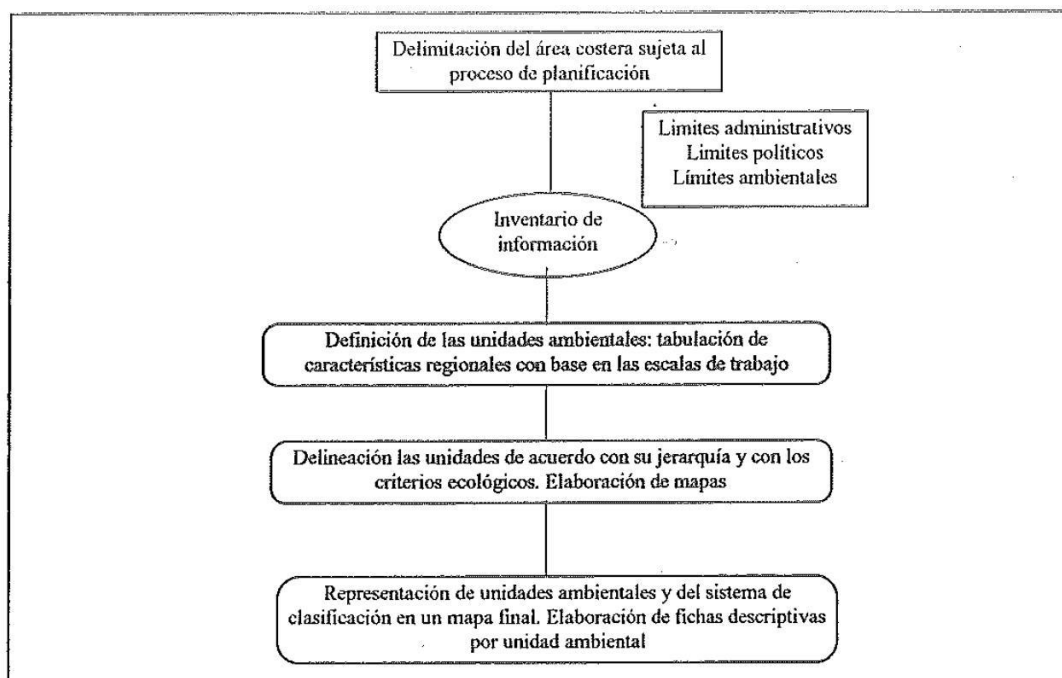 Delimitación del área costera sujeta al
proceso de planificación
Limites administrativos
Limites políticos
Límites ambientales
Inventario de
información
Definición de las unidades ambientales: tabulación de
características regionales con base en las escalas de trabajo
Delineación las unidades de acuerdo con su jerarquía y con los
criterios ecológicos. Elaboración de mapas
Representación de unidades ambientales y del sistema de
clasificación en un mapa final. Elaboración de fichas descriptivas
por unidad ambiental